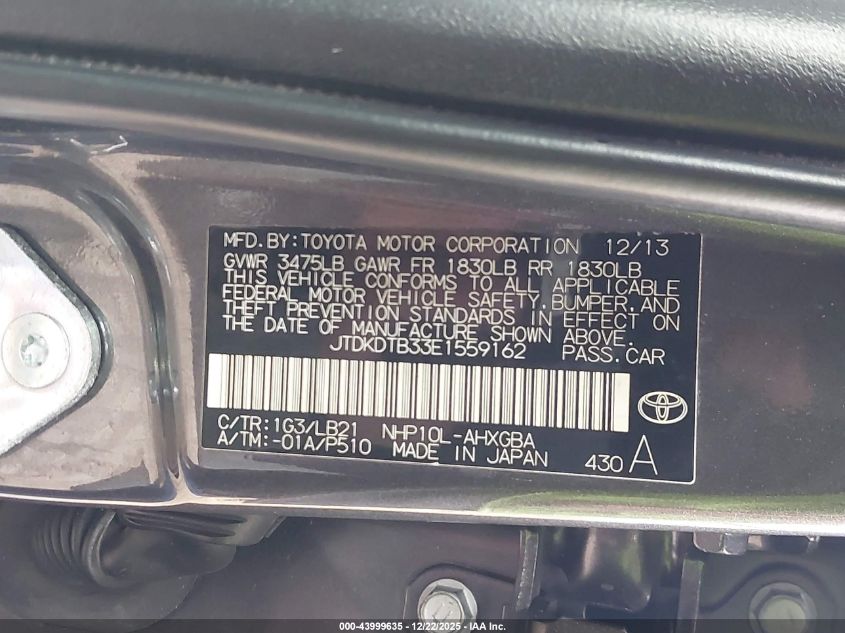 MFD. BY: TOYOTA MOTOR CORPORATION 12/13
GVWR 3475LB GAWR FR 1830LB RR 1830LB
THIS VEHICLE CONFORMS TO ALL APPLICABLE
FEDERAL MOTOR VEHICLE SAFETY, BUMPER, AND
THEFT PREVENTION STANDARDS IN EFFECT ON
THE DATE OF MANUFACTURE SHOWN ABOVE.
JTDKDTB33E1559162 PASS. CAR
C/TR: 1G3/LB21 NHP10L-AHXGBA
A/TM: -01A/P510 MADE IN JAPAN 430 A
000-43999635 - 12/22/2025 - IAA Inc.